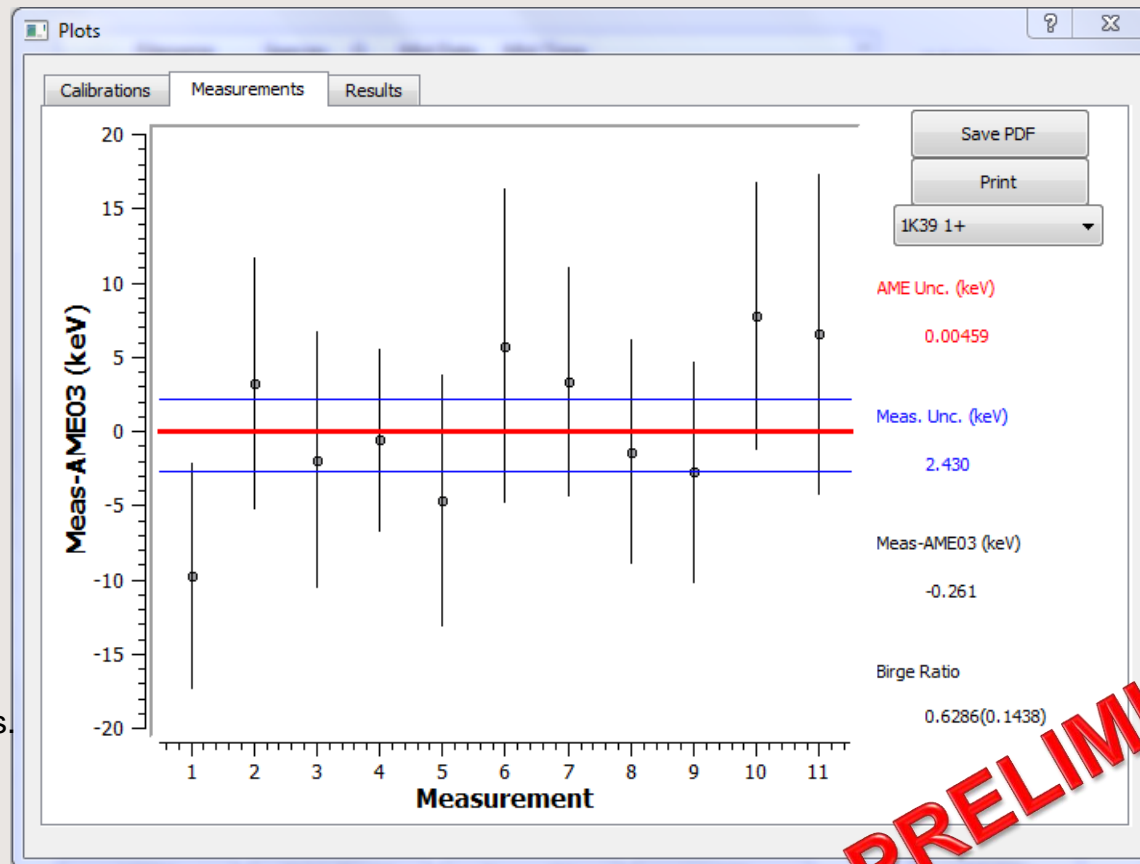 Plots
Calibrations Measurements Results
Save PDF
Print
1K39 1+
AME Unc. (keV)
0.00459
Meas. Unc. (keV)
2.430
Meas-AME03 (keV)
-0.261
Birge Ratio
0.6286(0.1438)
Meas-AME03 (keV)
20
15
10
5
0
-5
-10
-15
-20
1 2 3 4 5 6 7 8 9 10 11
Measurement
s.
PRELIM